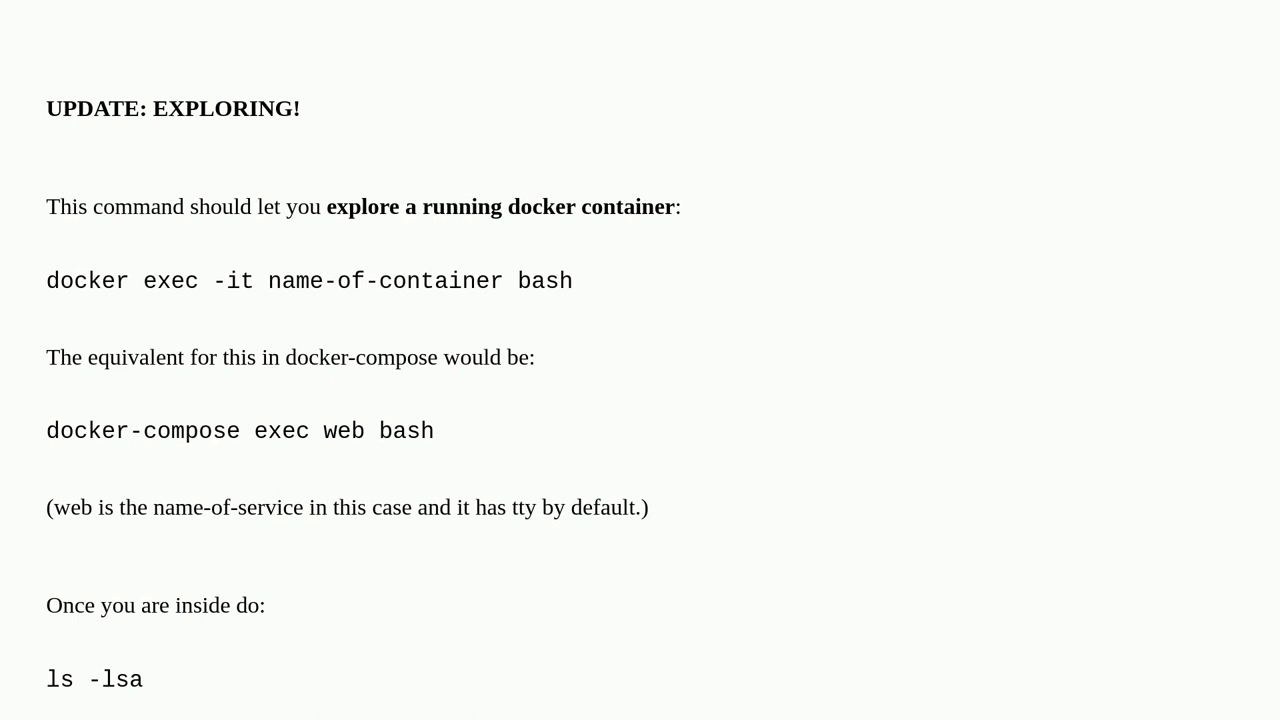 UPDATE: EXPLORING!
This command should let you explore a running docker container:
docker exec -it name-of-container bash
The equivalent for this in docker-compose would be:
docker-compose exec web bash
(web is the name-of-service in this case and it has tty by default.)
Once you are inside do:
ls -lsa